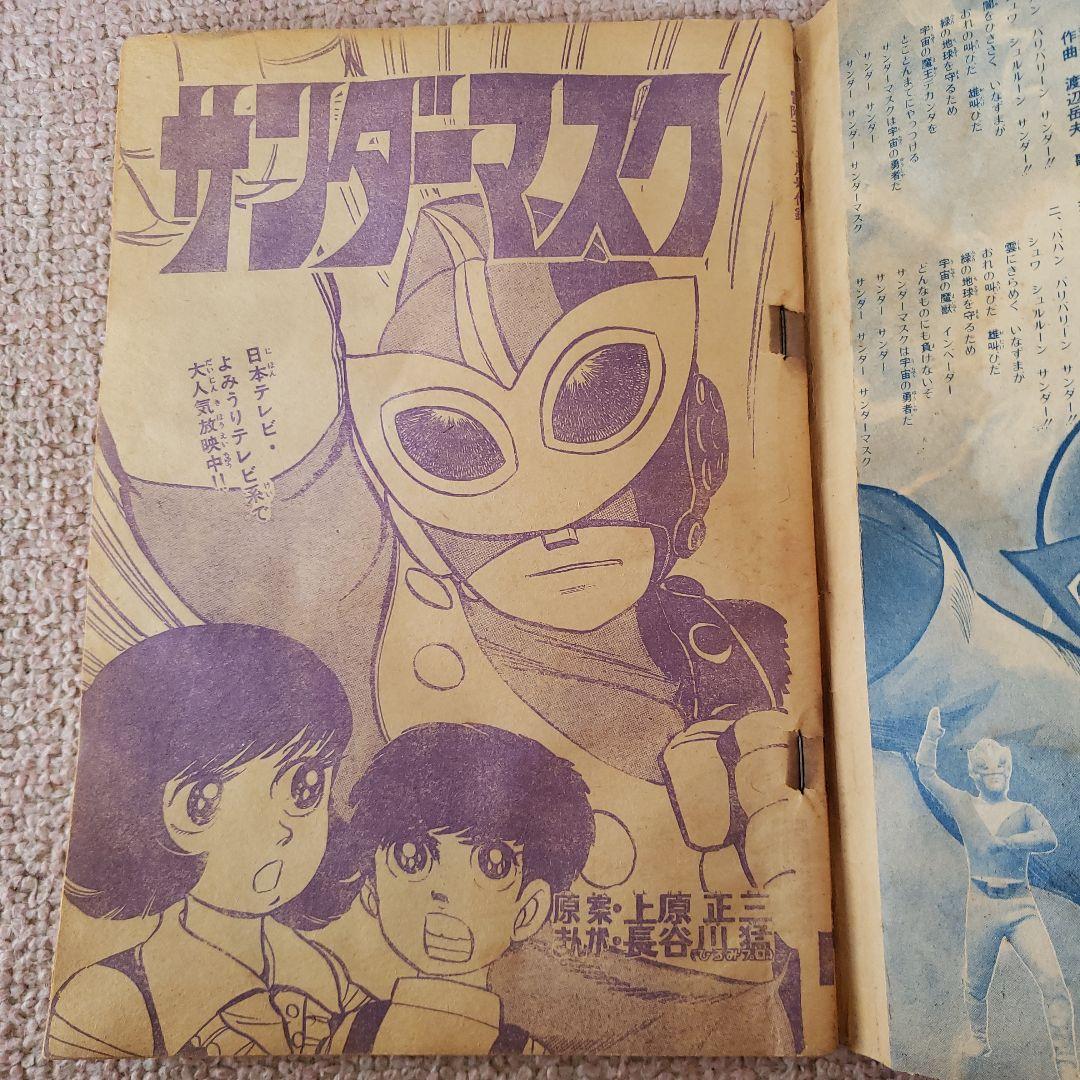 サンダーマスク
日本テレビ・
よみうりテレビ系で
大人気放映中!!
原案・上原正三
まんが・長谷川猛
(ひろみプロ)
作曲 渡辺岳夫
バリバリーン サンダー!!
シュワ シュルルーン サンダー!!
闇をひきさく いなずまが
おれの叫びだ 雄叫びだ
緑の地球を守るため
宇宙の魔王デカンダを
とことんまでにやっつける
サンダーマスクは宇宙の勇者だ
サンダー サンダー
サンダー サンダー サンダーマスク
二、ババン バリバリーン サンダー!!
シュワ シュルルーン サンダー!!
雲にきらめく いなずまが
おれの叫びだ 雄叫びだ
緑の地球を守るため
宇宙の魔獣 インベーダー
どんなものにも負けないぞ
サンダーマスクは宇宙の勇者だ
サンダー サンダー
サンダー サンダー サンダーマスク